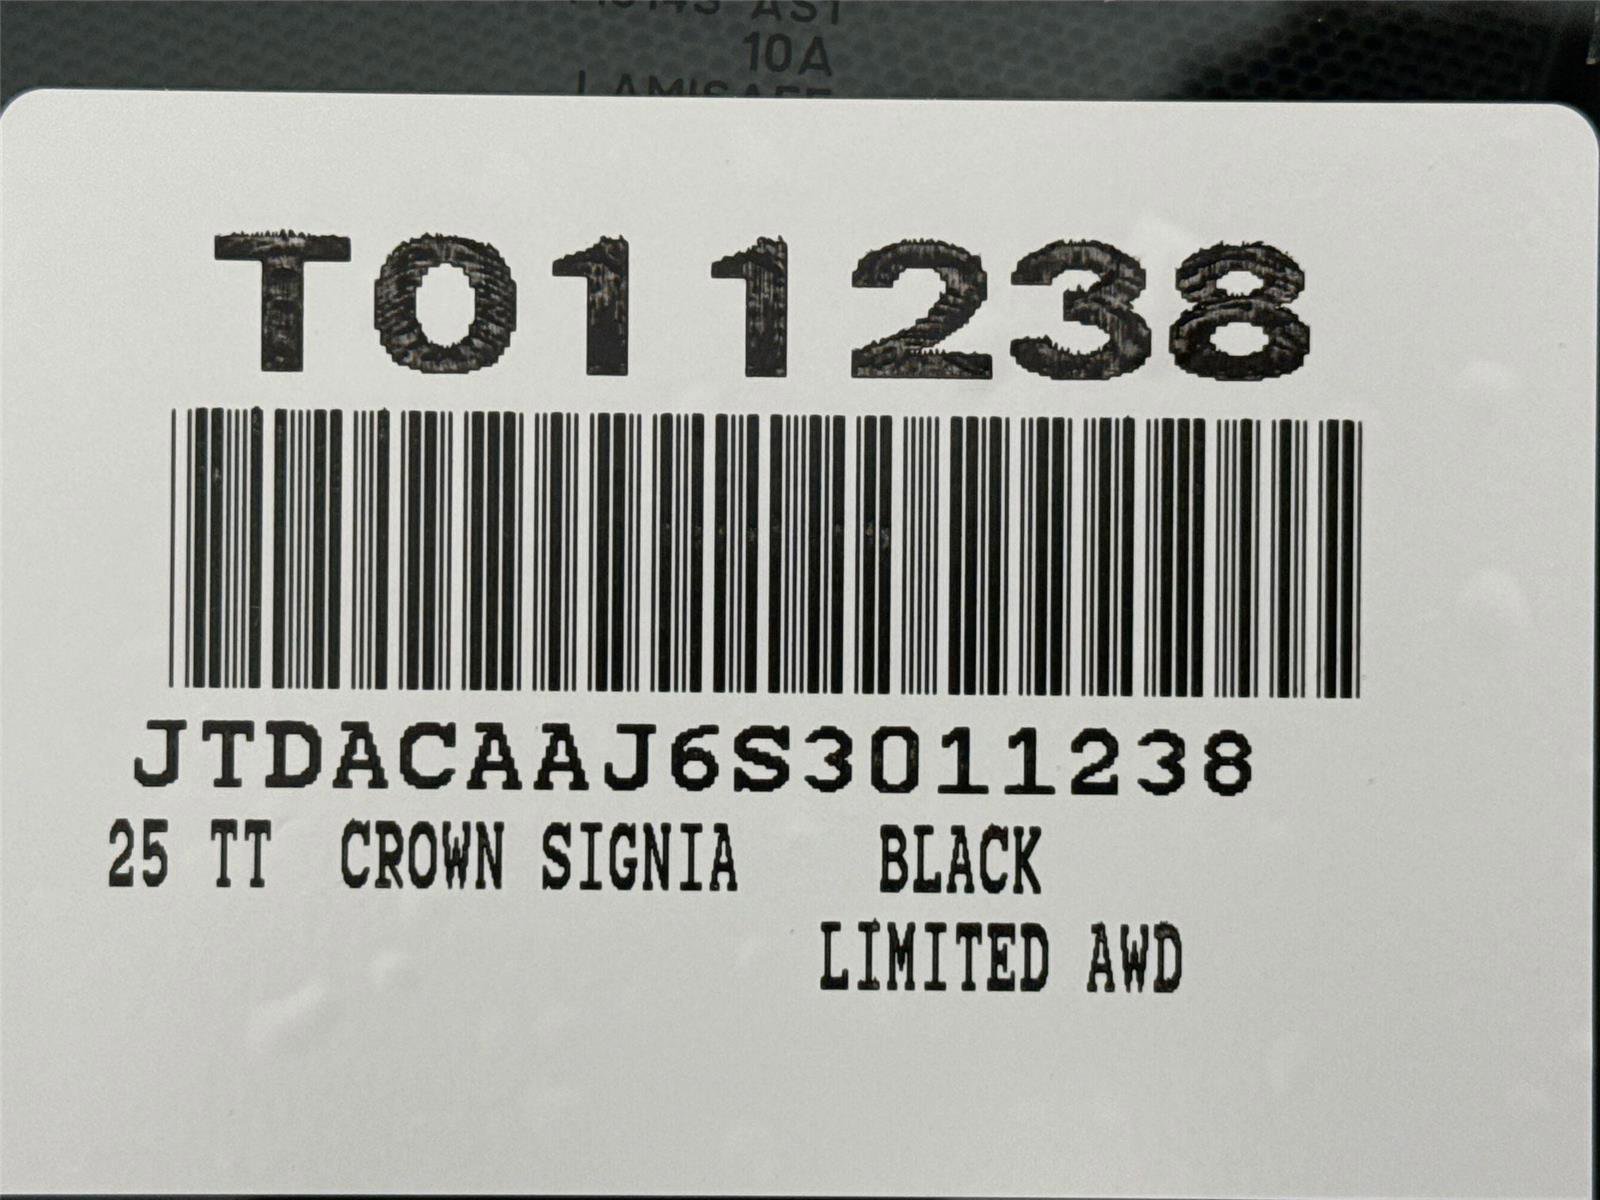 10A
T011238
JTDACAAJ6S3011238
25 TT CROWN SIGNIA BLACK
LIMITED AWD